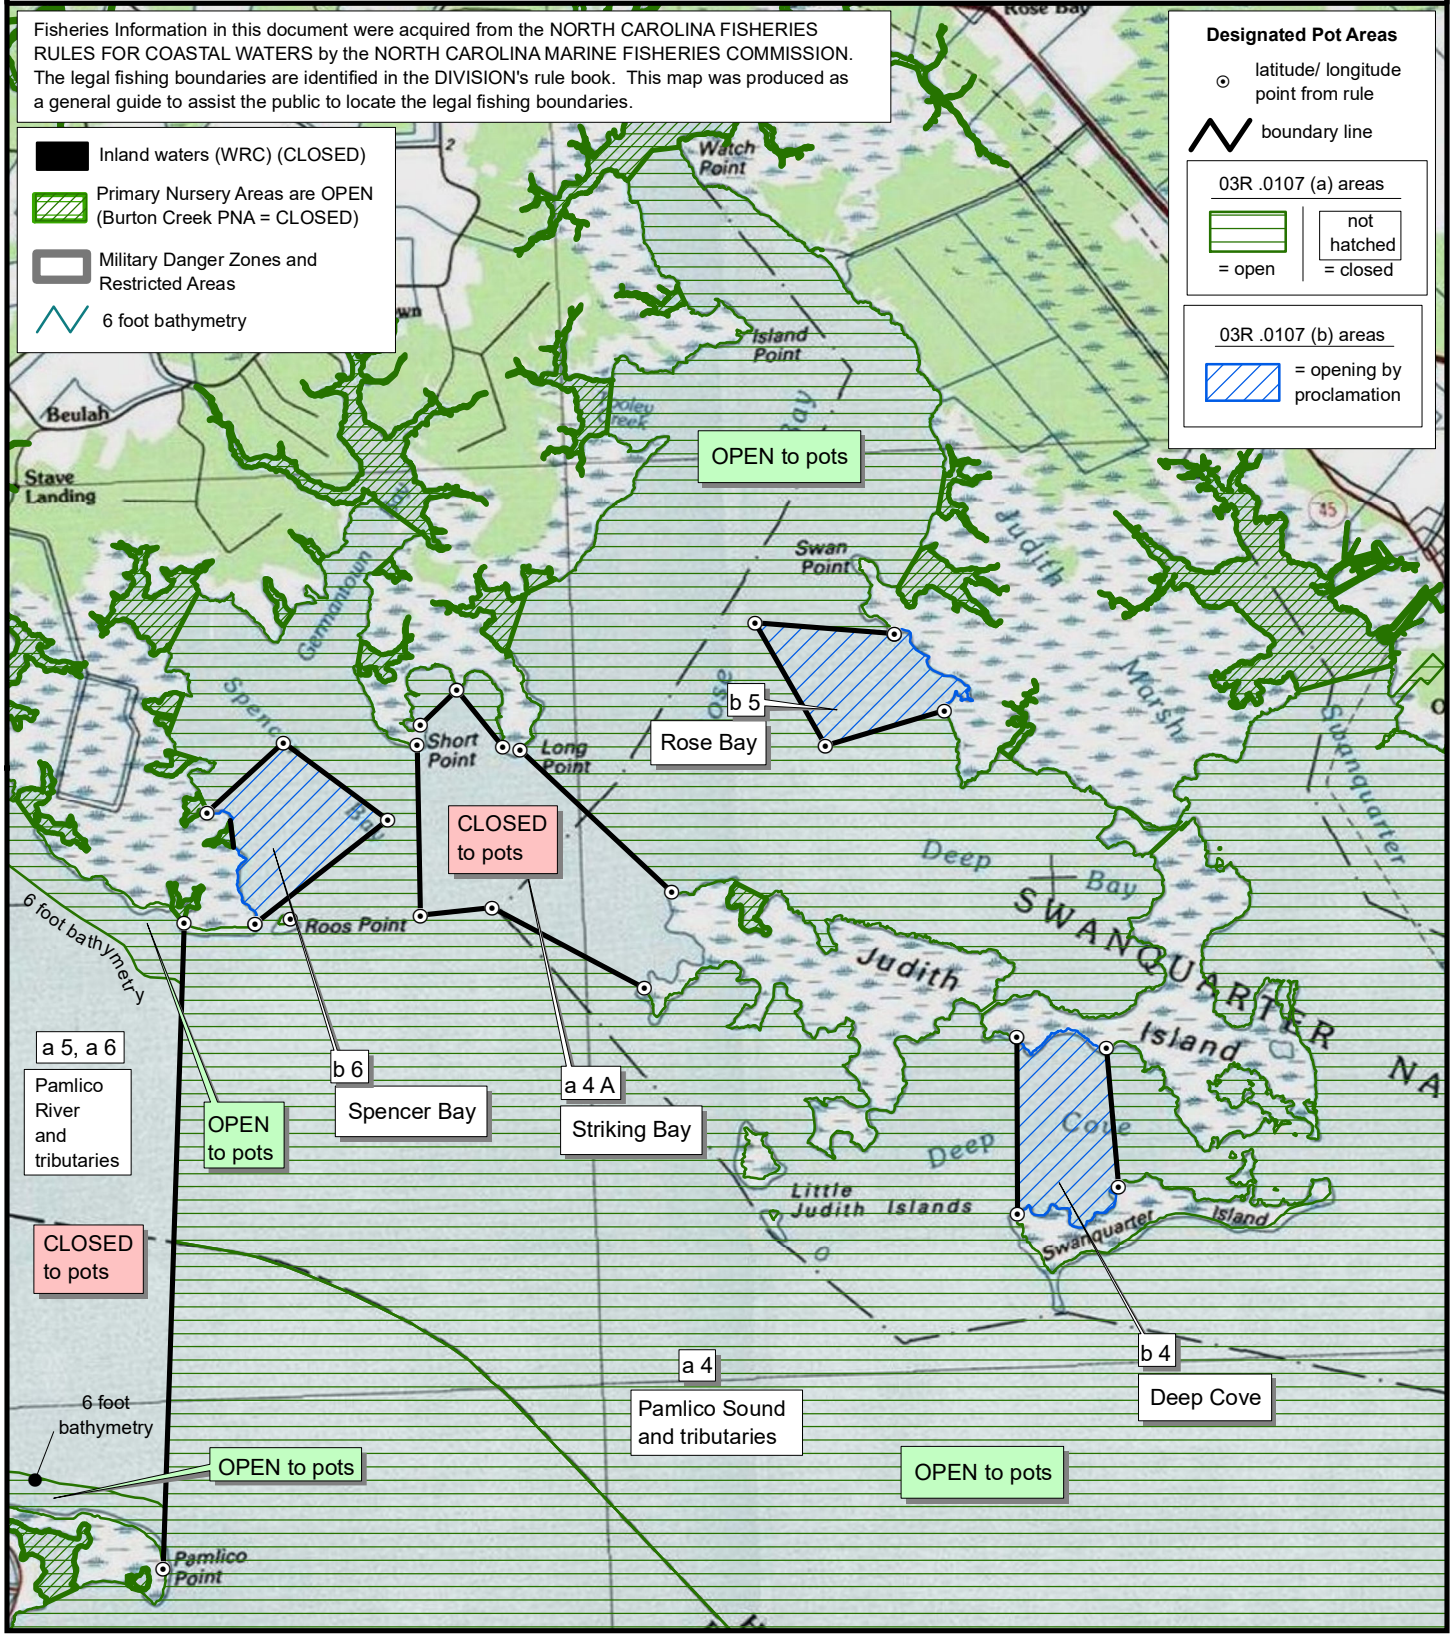 Fisheries Information in this document were acquired from the NORTH CAROLINA FISHERIES
RULES FOR COASTAL WATERS by the NORTH CAROLINA MARINE FISHERIES COMMISSION.
The legal fishing boundaries are identified in the DIVISION's rule book.  This map was produced as
a general guide to assist the public to locate the legal fishing boundaries.
Inland waters (WRC) (CLOSED)
Primary Nursery Areas are OPEN
(Burton Creek PNA = CLOSED)
Military Danger Zones and
Restricted Areas
6 foot bathymetry
Designated Pot Areas
latitude/ longitude
point from rule
boundary line
03R .0107 (a) areas
not
hatched
= open
= closed
03R .0107 (b) areas
= opening by
proclamation
Rose Bay
2
Watch
Point
Island
Point
Beulah
Stave
Landing
OPEN to pots
45
Swan
Point
Judith
Marsh
Germantown
Spencer
Bay
Short
Point
Long
Point
b 5
Rose Bay
CLOSED
to pots
Swanquarter
Deep
Bay
SWANQUARTER
NA
6 foot bathymetry
Roos Point
Judith
Island
a 5, a 6
Pamlico
River
and
tributaries
OPEN
to pots
b 6
Spencer Bay
a 4 A
Striking Bay
Deep
Cove
Little
Judith Islands
Swanquarter
Island
CLOSED
to pots
b 4
Deep Cove
a 4
Pamlico Sound
and tributaries
6 foot
bathymetry
OPEN to pots
OPEN to pots
Pamlico
Point